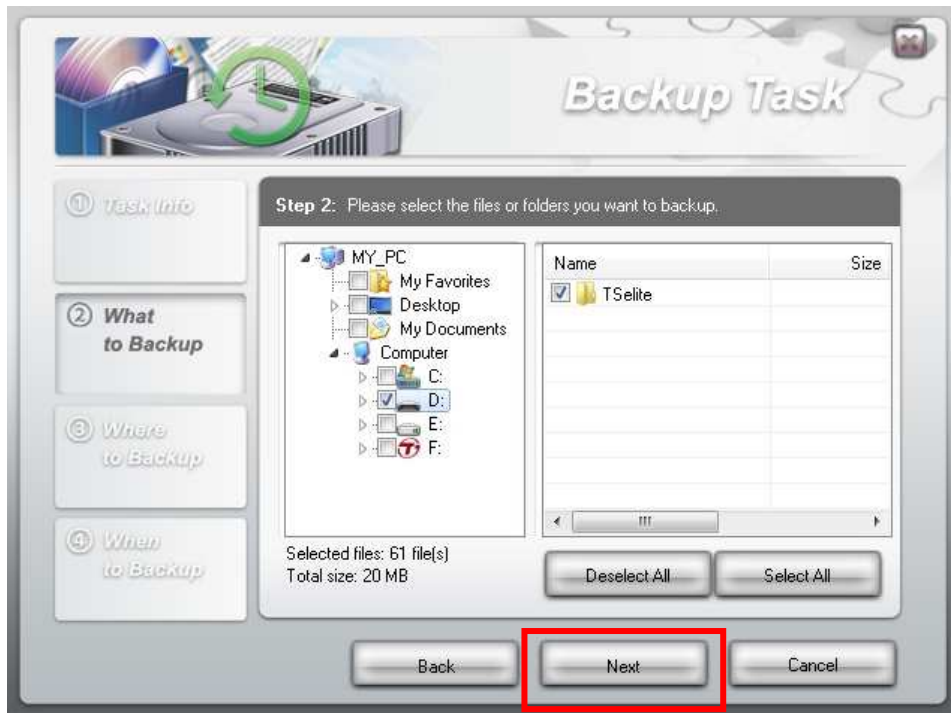 Backup Task
① Task Info
② What
to Backup
③ Where
to Backup
④ When
to Backup
Step 2: Please select the files or folders you want to backup.
MY_PC
My Favorites
Desktop
My Documents
Computer
C:
D:
E:
F:
Name Size
TSelite
Selected files: 61 file(s)
Total size: 20 MB
Deselect All Select All
Back Next Cancel